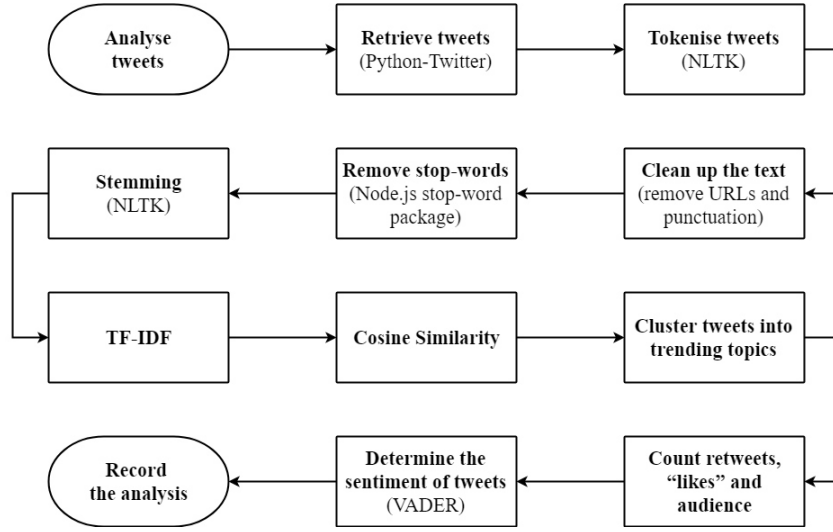 Analyse
tweets
Retrieve tweets
(Python-Twitter)
Tokenise tweets
(NLTK)
Stemming
(NLTK)
Remove stop-words
(Node.js stop-word
package)
Clean up the text
(remove URLs and
punctuation)
TF-IDF
Cosine Similarity
Cluster tweets into
trending topics
Record
the analysis
Determine the
sentiment of tweets
(VADER)
Count retweets,
“likes” and
audience